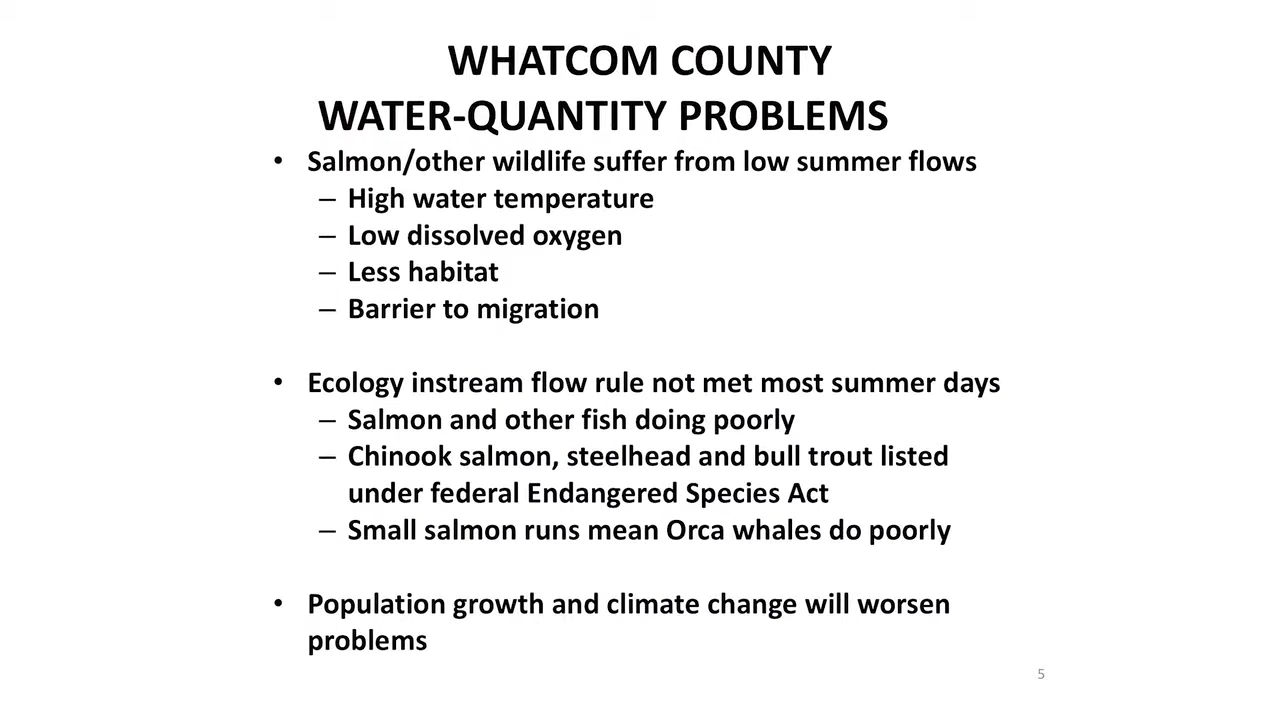 WHATCOM COUNTY
WATER-QUANTITY PROBLEMS
• Salmon/other wildlife suffer from low summer flows
– High water temperature
– Low dissolved oxygen
– Less habitat
– Barrier to migration
• Ecology instream flow rule not met most summer days
– Salmon and other fish doing poorly
– Chinook salmon, steelhead and bull trout listed
under federal Endangered Species Act
– Small salmon runs mean Orca whales do poorly
• Population growth and climate change will worsen
problems
5